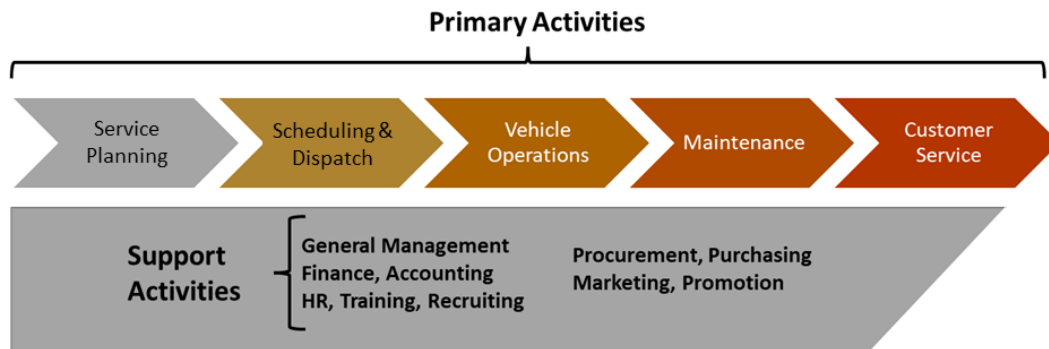 Primary Activities
Service
Planning
Scheduling &
Dispatch
Vehicle
Operations
Maintenance
Customer
Service
Support
Activities
General Management
Finance, Accounting
HR, Training, Recruiting
Procurement, Purchasing
Marketing, Promotion